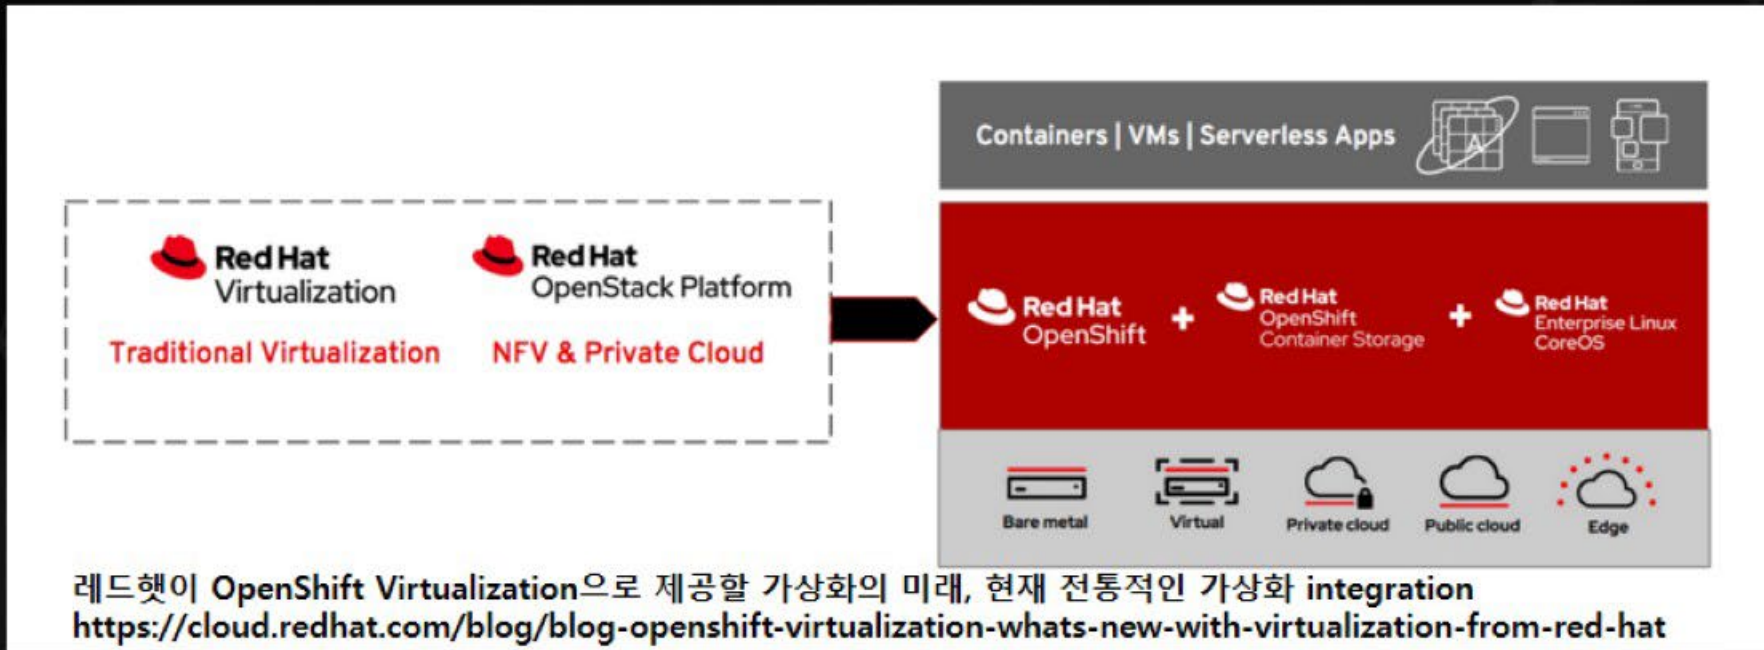 Containers | VMs | Serverless Apps
A
Red Hat
Virtualization
Traditional Virtualization
Red Hat
OpenStack Platform
NFV & Private Cloud
Red Hat
OpenShift
+
Red Hat
OpenShift
Container Storage
+
Red Hat
Enterprise Linux
CoreOS
Bare metal
Virtual
Private cloud
Public cloud
Edge
레드햇이 OpenShift Virtualization으로 제공할 가상화의 미래, 현재 전통적인 가상화 integration
https://cloud.redhat.com/blog/blog-openshift-virtualization-whats-new-with-virtualization-from-red-hat